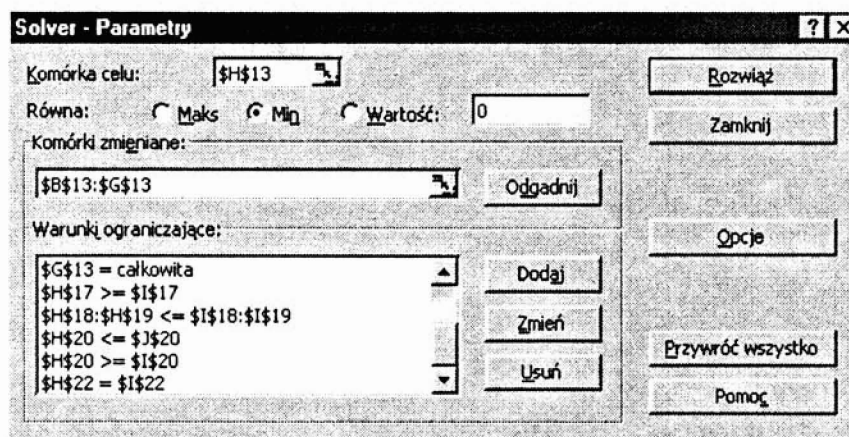 Solver - Parametry
Komórka celu: $H$13
Równa: Maks Min Wartość: 0
Komórki zmieniane:
$B$13:$G$13
Odgadnij
Warunki ograniczające:
$G$13 = całkowita
$H$17 >= $I$17
$H$18:$H$19 <= $I$18:$I$19
$H$20 <= $J$20
$H$20 >= $I$20
$H$22 = $I$22
Dodaj
Zmień
Usuń
Rozwiąż
Zamknij
Opcje
Przywróć wszystko
Pomoc